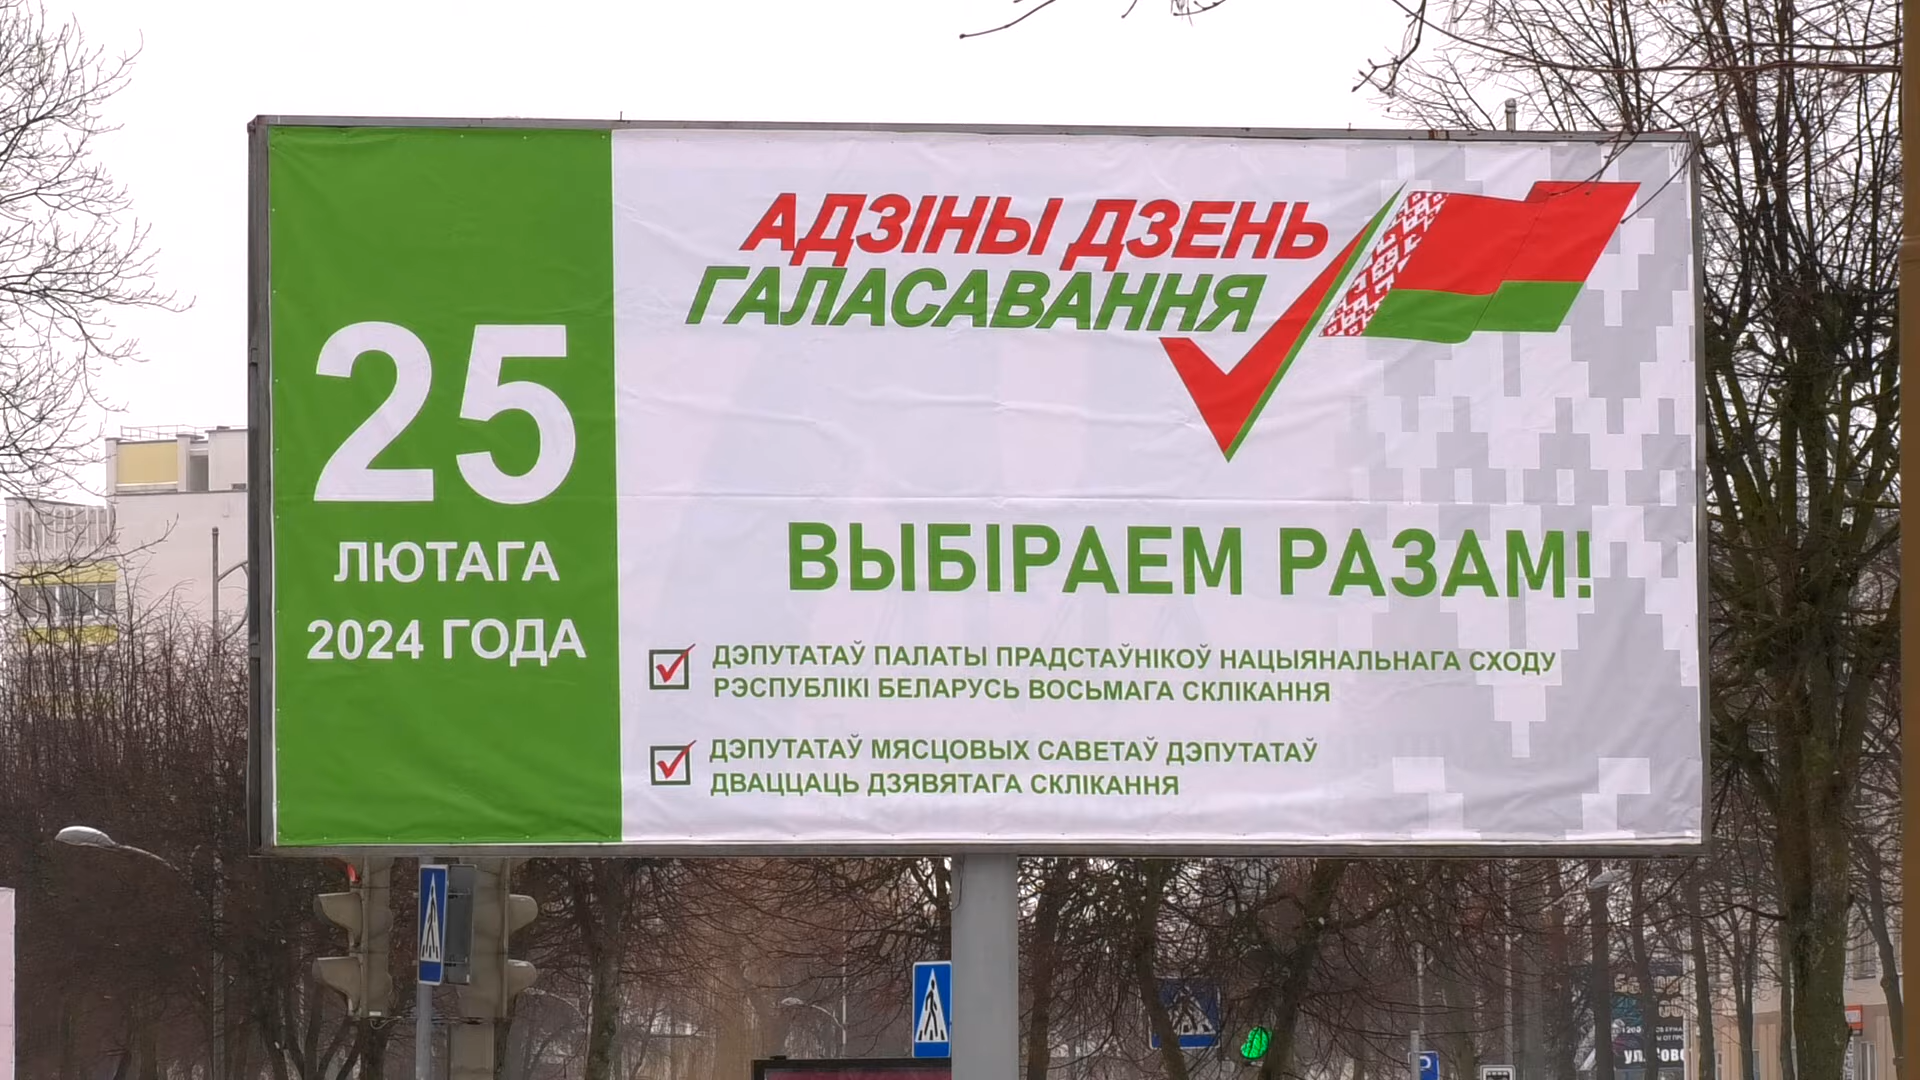 25
ЛЮТАГА
2024 ГОДА
АДЗІНЫ ДЗЕНЬ
ГАЛАСАВАННЯ
ВЫБІРАЕМ РАЗАМ!
ДЭПУТАТАЎ ПАЛАТЫ ПРАДСТАЎНІКОЎ НАЦЫЯНАЛЬНАГА СХОДУ
РЭСПУБЛІКІ БЕЛАРУСЬ ВОСЬМАГА СКЛІКАННЯ
ДЭПУТАТАЎ МЯСЦОВЫХ САВЕТАЎ ДЭПУТАТАЎ
ДВАЦЦАЦЬ ДЗЯВЯТАГА СКЛІКАННЯ
P